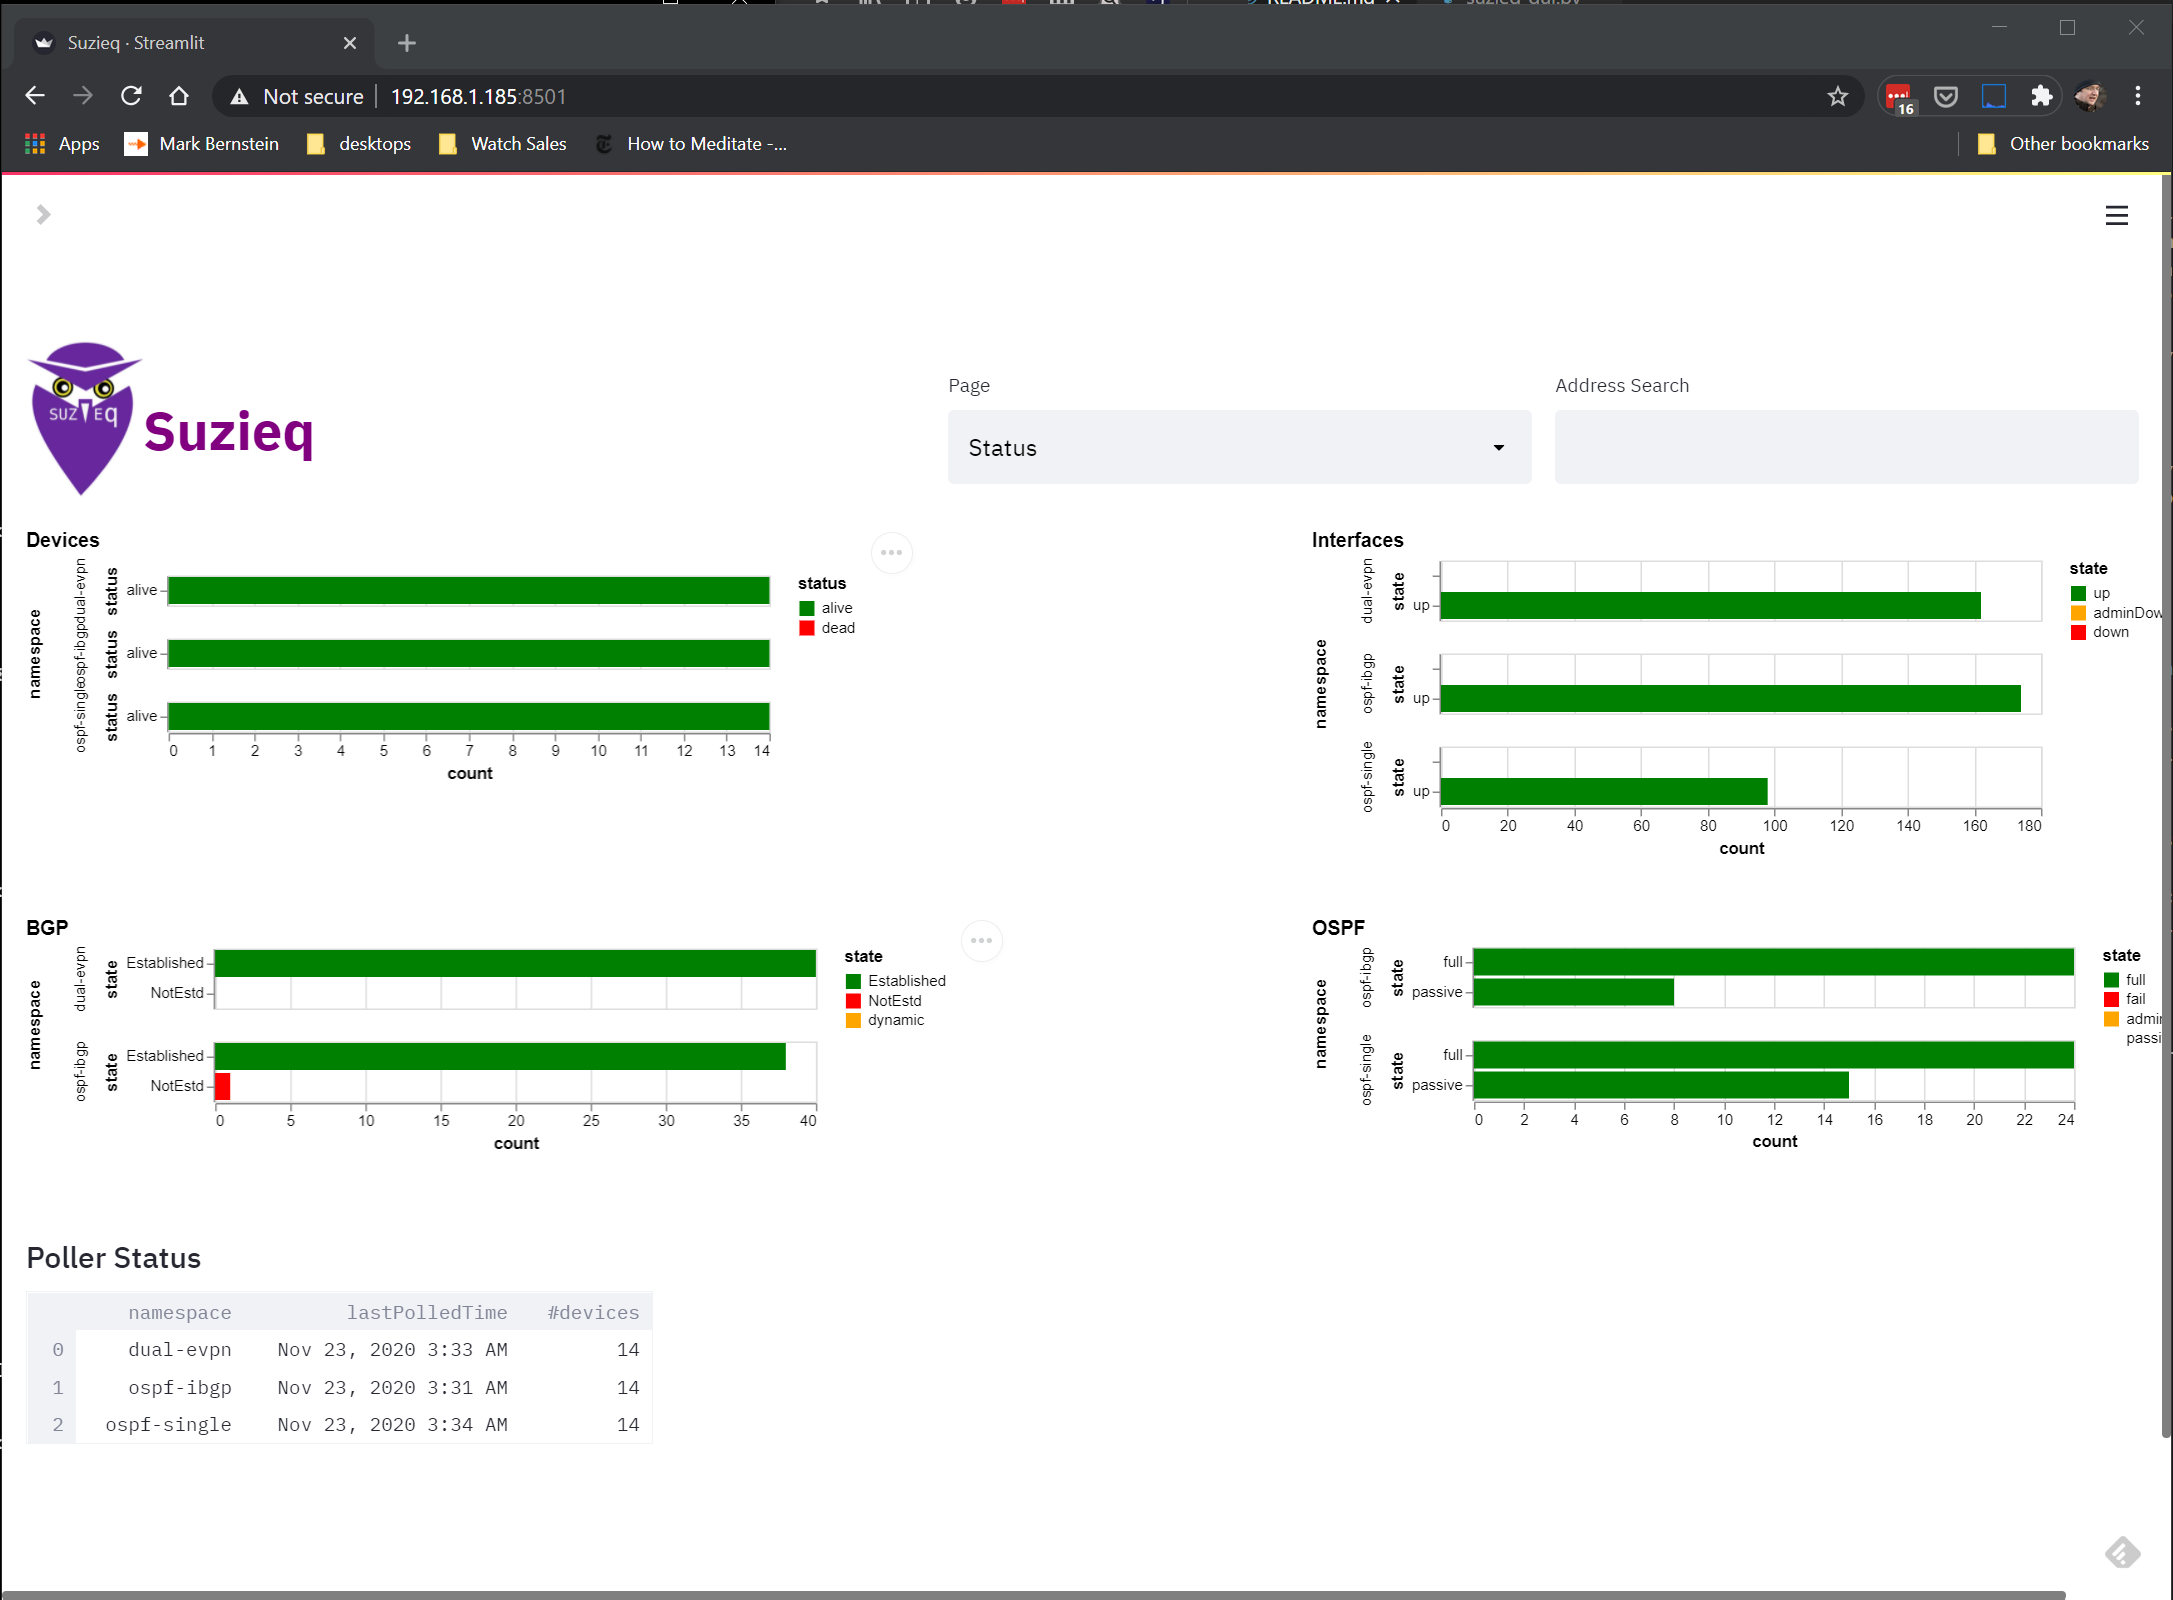 Suzieq · Streamlit
Not secure 192.168.1.185:8501
16
Apps Mark Bernstein desktops Watch Sales How to Meditate -... Other bookmarks
SUZIEq
Suzieq
Page
Status
Address Search
Devices
namespace
dual-evpn
status
alive
ospf-ibgp
status
alive
ospf-single
status
alive
0 1 2 3 4 5 6 7 8 9 10 11 12 13 14
count
status
alive
dead
Interfaces
namespace
dual-evpn
state
up
ospf-ibgp
state
up
ospf-single
state
up
0 20 40 60 80 100 120 140 160 180
count
state
up
adminDow
down
BGP
namespace
dual-evpn
state
Established
NotEstd
ospf-ibgp
state
Established
NotEstd
0 5 10 15 20 25 30 35 40
count
state
Established
NotEstd
dynamic
OSPF
namespace
ospf-ibgp
state
full
passive
ospf-single
state
full
passive
0 2 4 6 8 10 12 14 16 18 20 22 24
count
state
full
fail
admi
passi
Poller Status
namespace lastPolledTime #devices
0 dual-evpn Nov 23, 2020 3:33 AM 14
1 ospf-ibgp Nov 23, 2020 3:31 AM 14
2 ospf-single Nov 23, 2020 3:34 AM 14